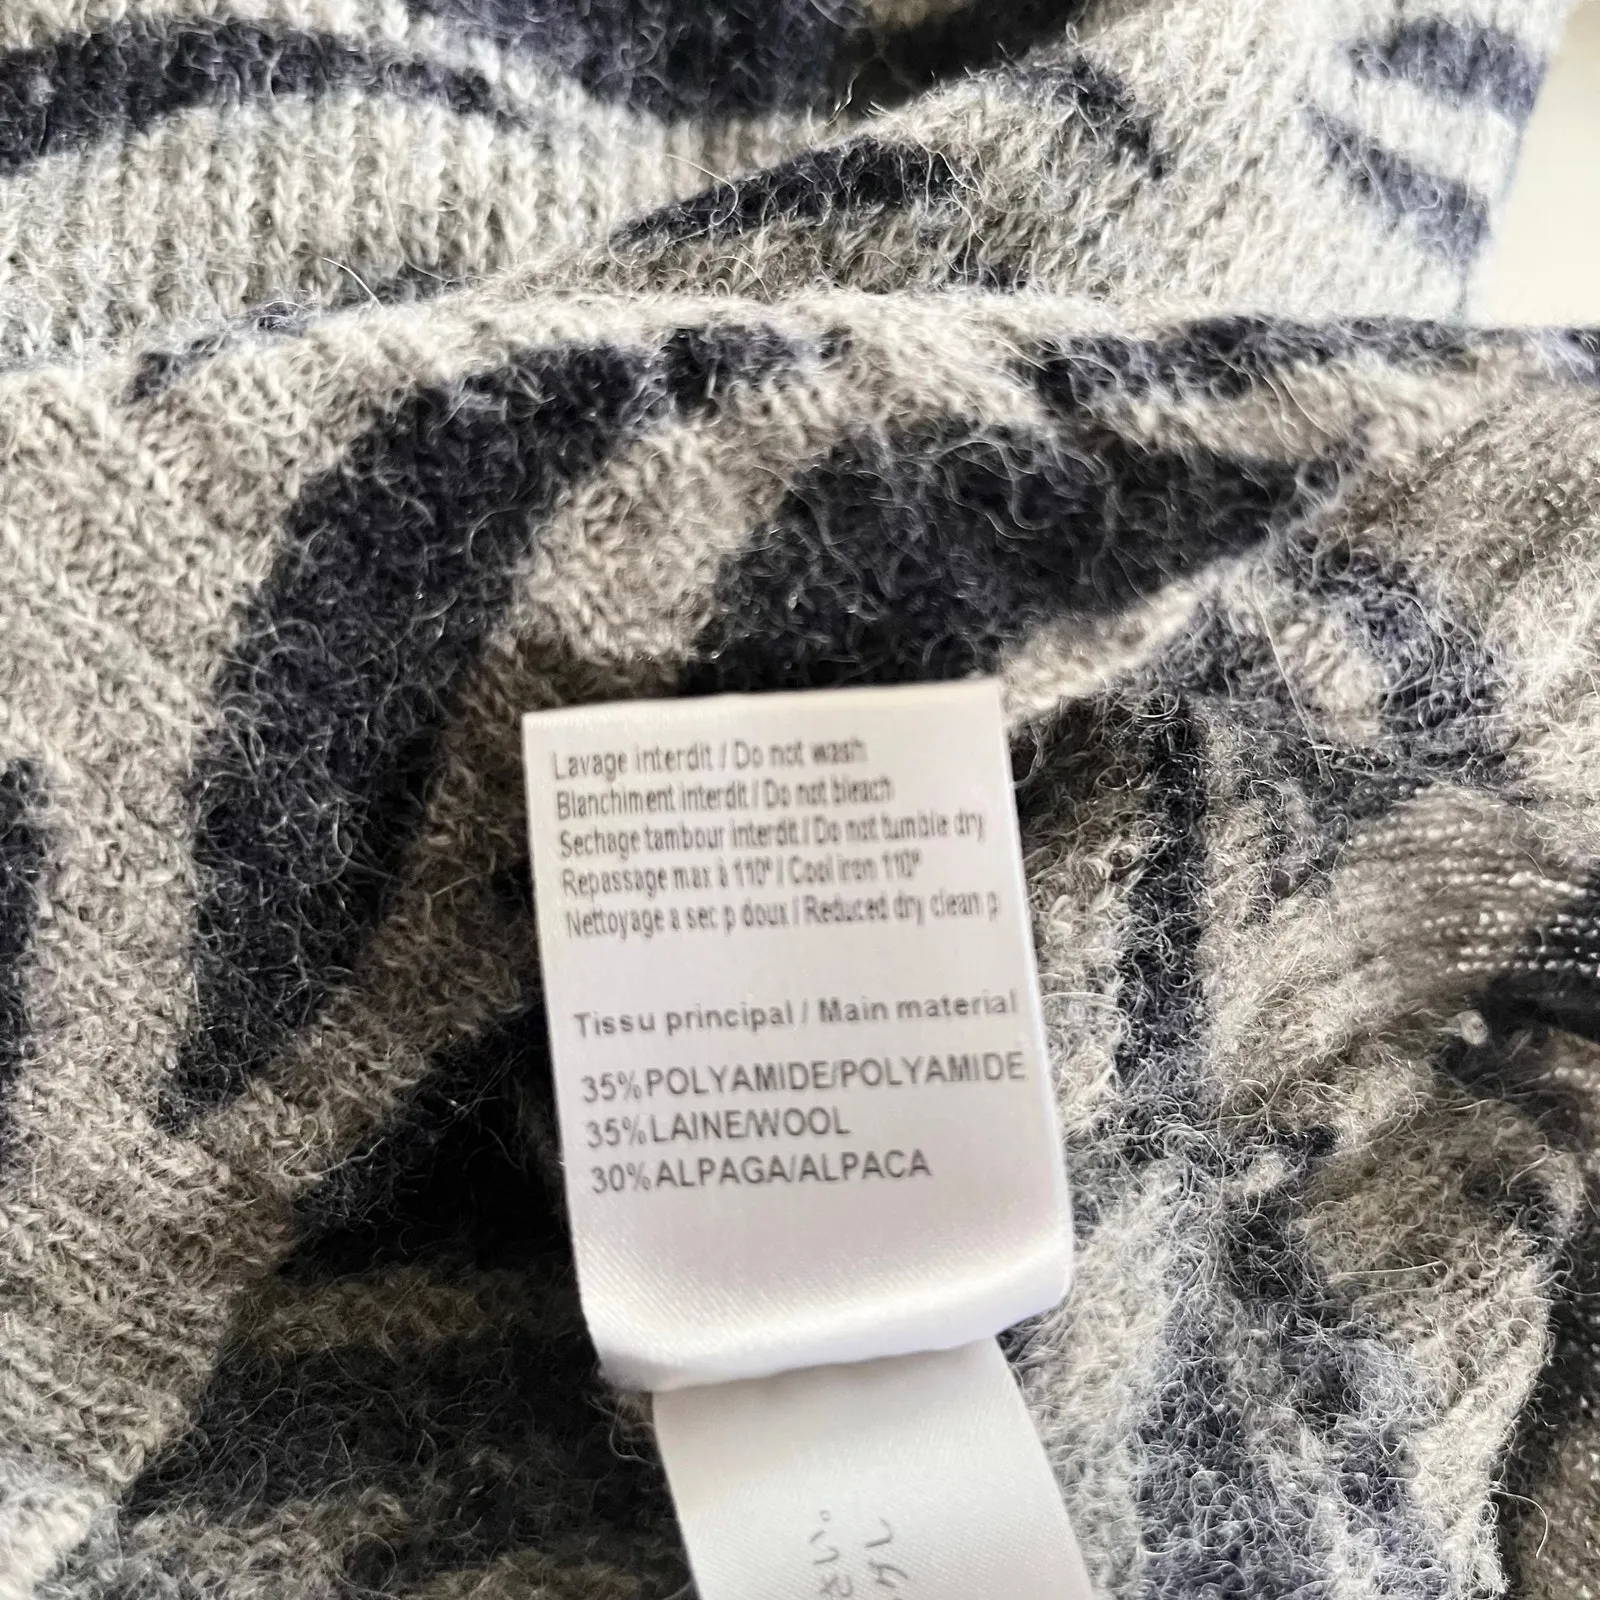 Lavage interdit / Do not wash
Blanchiment interdit / Do not bleach
Sechage tambour interdit / Do not tumble dry
Repassage max à 110° / Cool iron 110°
Nettoyage a sec p doux / Reduced dry clean p
Tissu principal / Main material
35%POLYAMIDE/POLYAMIDE
35%LAINE/WOOL
30%ALPAGA/ALPACA
さい。